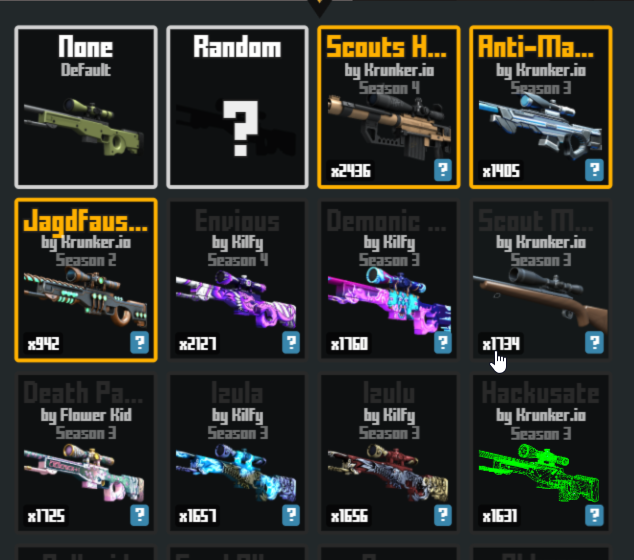 None
Default
Random
?
Scouts H...
by Krunker.io
Season 4
x2436
?
Anti-Ma...
by Krunker.io
Season 3
x1405
?
JagdFaus...
by Krunker.io
Season 2
x942
?
Envious
by Kilfy
Season 4
x2127
?
Demonic ...
by Kilfy
Season 3
x1760
?
Scout M...
by Krunker.io
Season 3
x1734
?
Death Pa...
by Flower Kid
Season 3
x1725
?
Izula
by Kilfy
Season 3
x1657
?
Izulu
by Kilfy
Season 3
x1656
?
Hackusate
by Krunker.io
Season 3
x1631
?